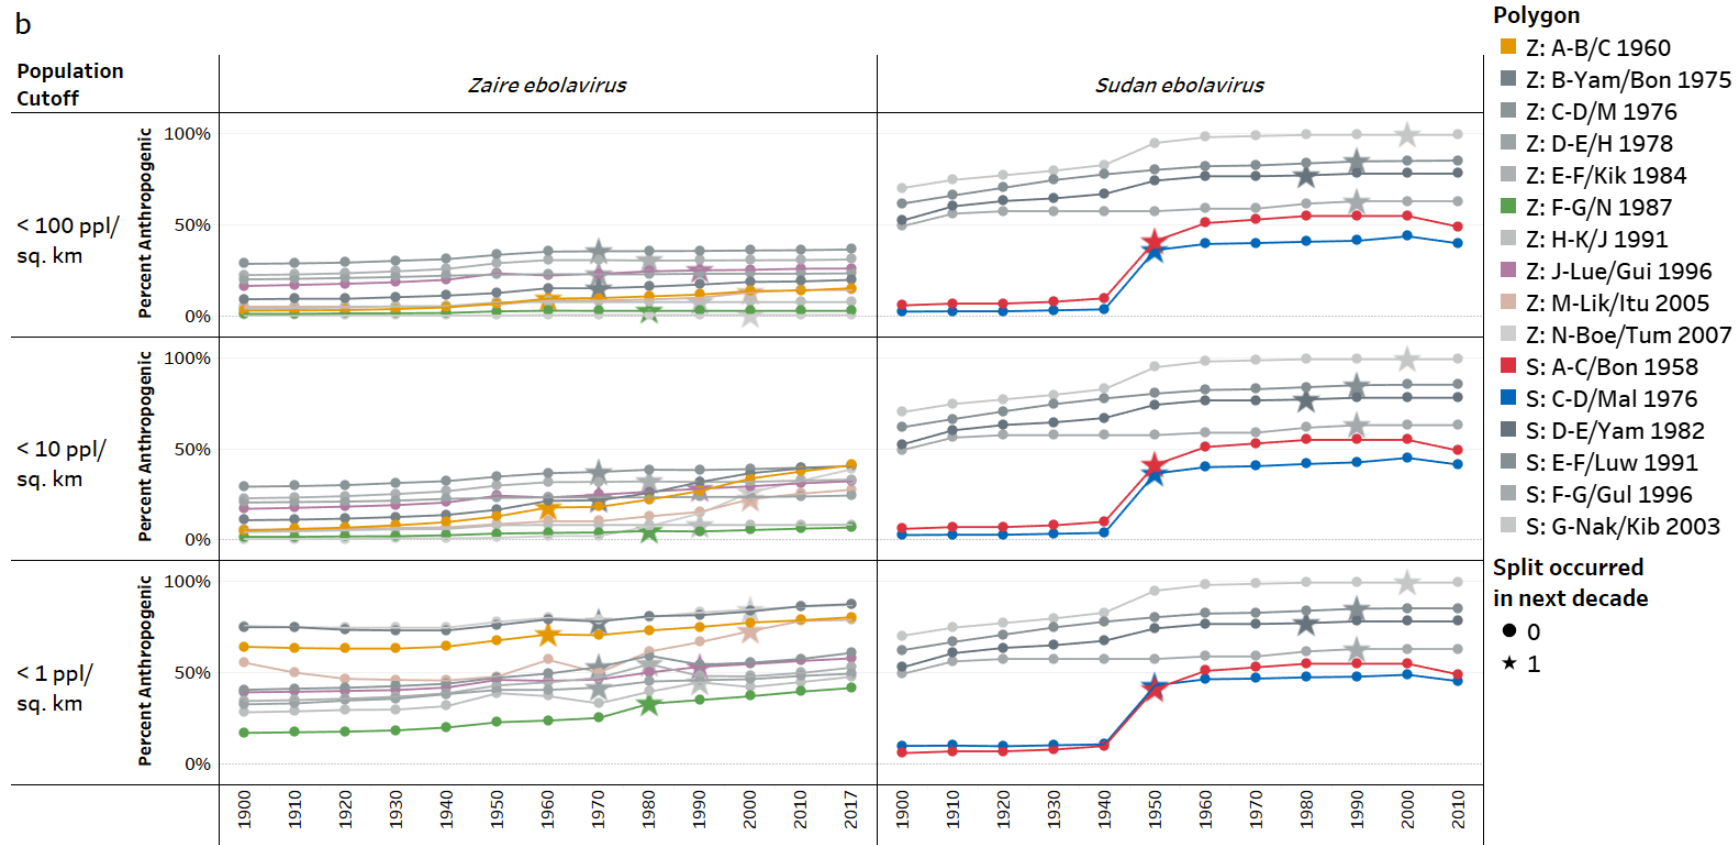 b
Population
Cutoff
Zaire ebolavirus
Sudan ebolavirus
< 100 ppl/
sq. km
Percent Anthropogenic
100%
50%
0%
< 10 ppl/
sq. km
Percent Anthropogenic
100%
50%
0%
< 1 ppl/
sq. km
Percent Anthropogenic
100%
50%
0%
1900
1910
1920
1930
1940
1950
1960
1970
1980
1990
2000
2010
2017
1900
1910
1920
1930
1940
1950
1960
1970
1980
1990
2000
2010
Polygon
Z: A-B/C 1960
Z: B-Yam/Bon 1975
Z: C-D/M 1976
Z: D-E/H 1978
Z: E-F/Kik 1984
Z: F-G/N 1987
Z: H-K/J 1991
Z: J-Lue/Gui 1996
Z: M-Lik/Itu 2005
Z: N-Boe/Tum 2007
S: A-C/Bon 1958
S: C-D/Mal 1976
S: D-E/Yam 1982
S: E-F/Luw 1991
S: F-G/Gul 1996
S: G-Nak/Kib 2003
Split occurred
in next decade
0
1